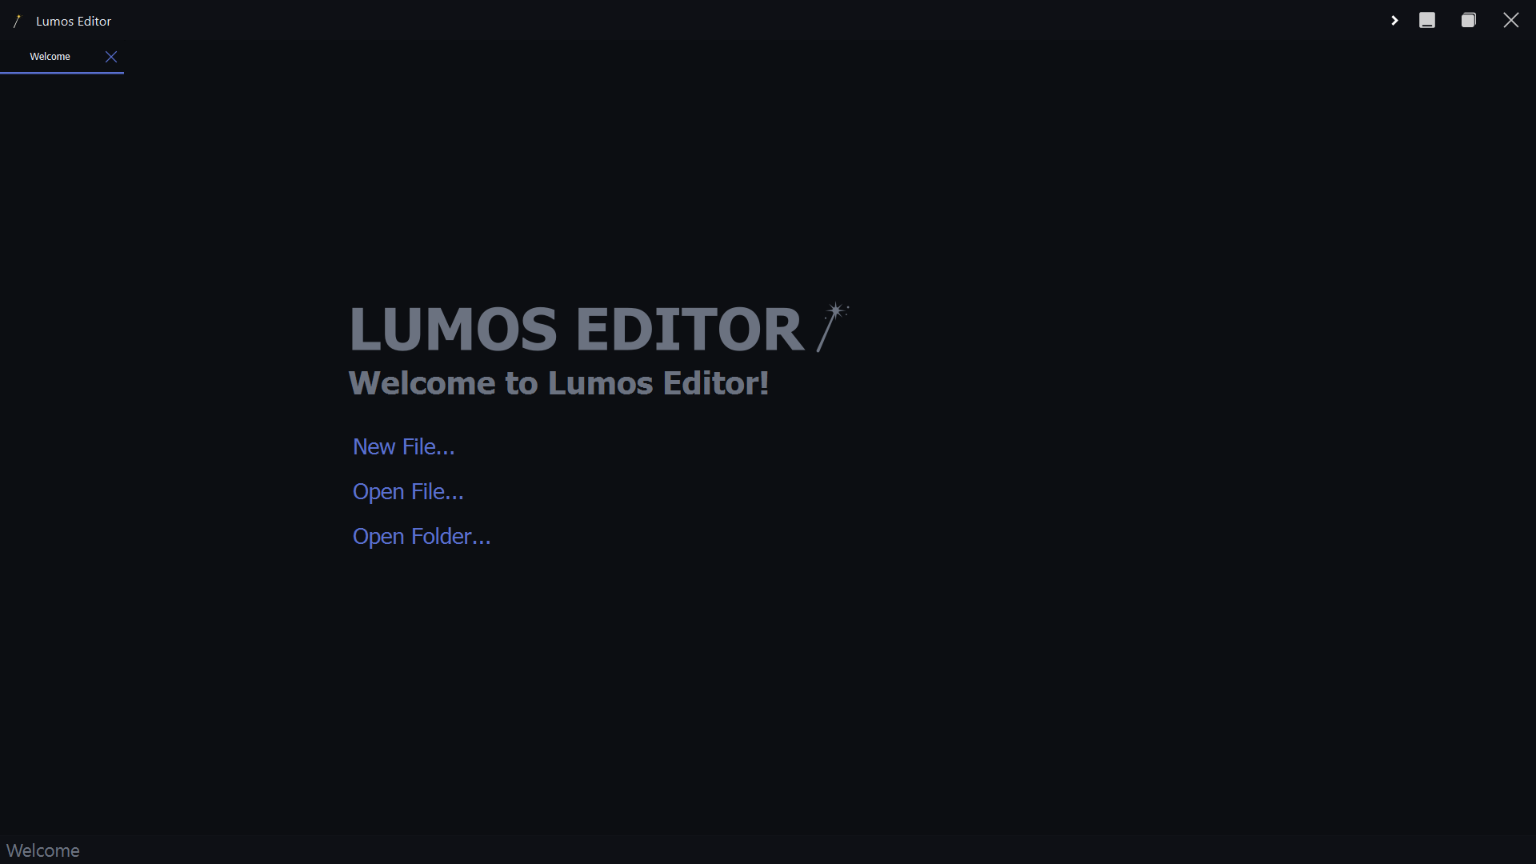 Lumos Editor
Welcome
LUMOS EDITOR
Welcome to Lumos Editor!
New File...
Open File...
Open Folder...
Welcome